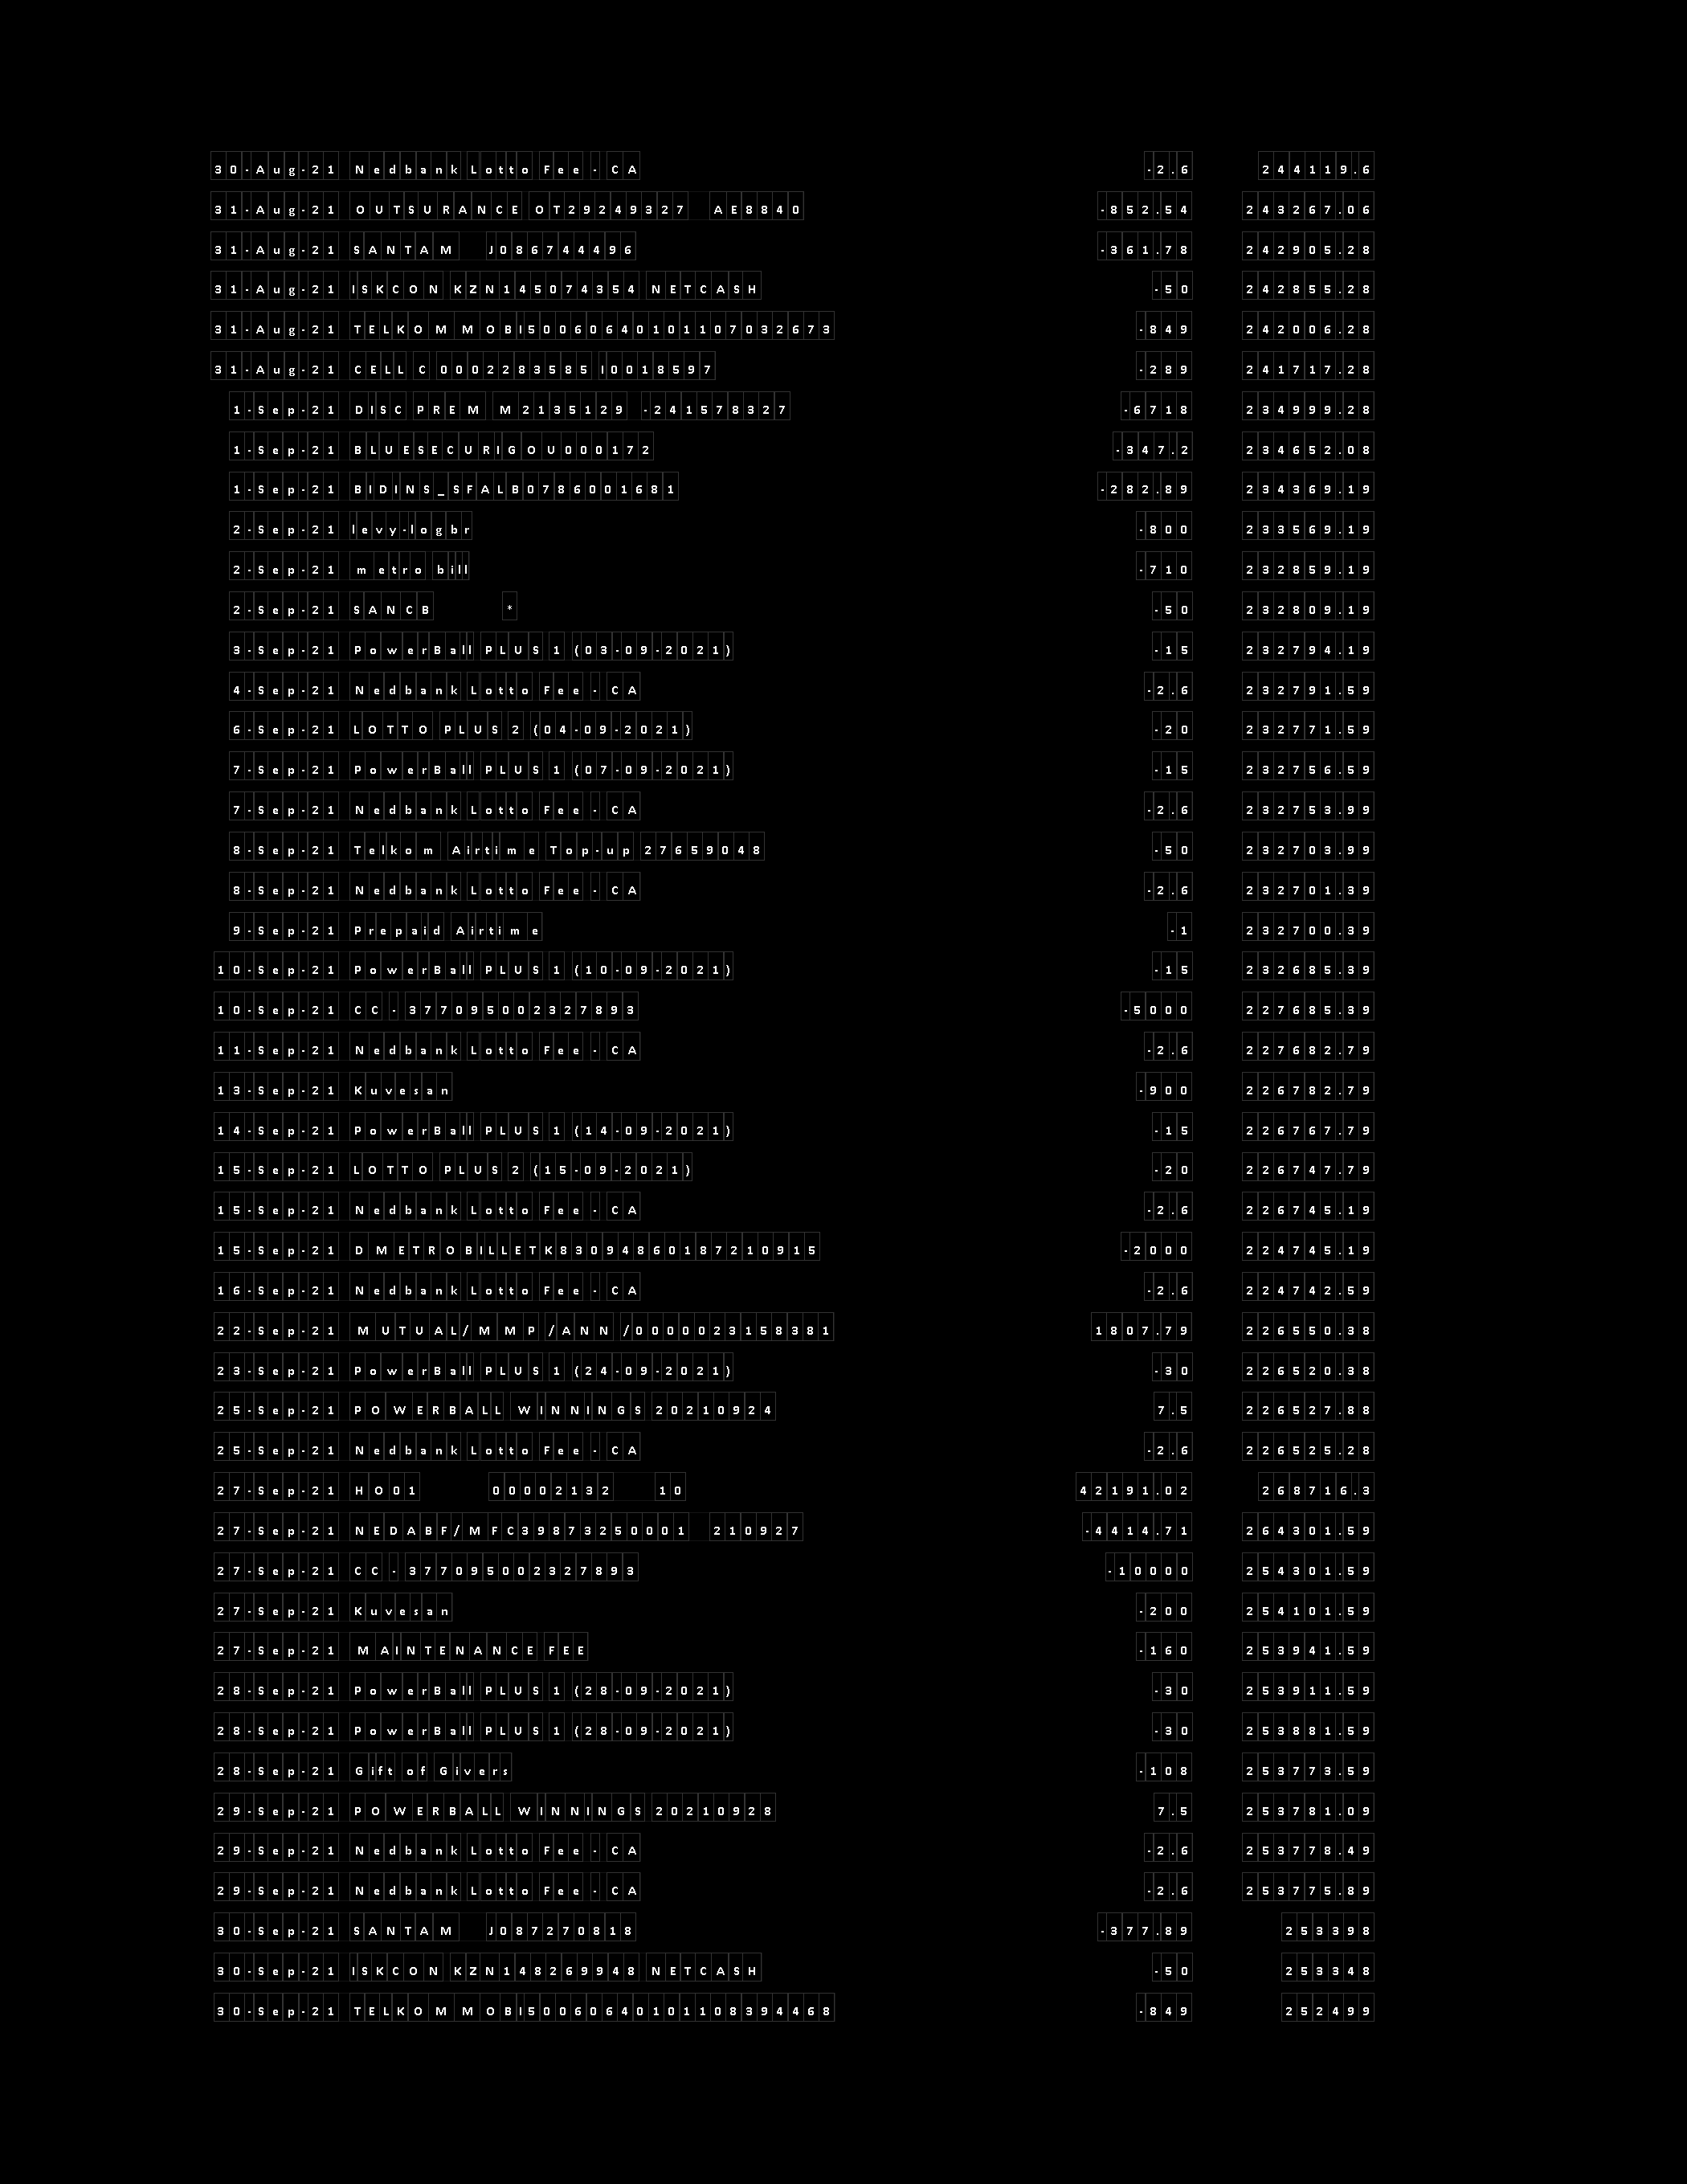 30-Aug-21 Nedbank Lotto Fee - CA -2.6 244119.6
31-Aug-21 OUTSURANCE OT29249327 AE8840 -852.54 243267.06
31-Aug-21 SANTAM J086744496 -361.78 242905.28
31-Aug-21 ISKCON KZN145074354 NETCASH -50 242855.28
31-Aug-21 TELKOM MOBI5006064010110703 2673 -849 242006.28
31-Aug-21 CELL C 0002283585 I0018597 -289 241717.28
1-Sep-21 DISC PREM M2135129 -241578327 -6718 234999.28
1-Sep-21 BLUESECURIGOU000172 -347.2 234652.08
1-Sep-21 BIDINS_SFALB0786001681 -282.89 234369.19
2-Sep-21 levy-logbr -800 233569.19
2-Sep-21 metro bill -710 232859.19
2-Sep-21 SANCB * -50 232809.19
3-Sep-21 PowerBall PLUS 1 (03-09-2021) -15 232794.19
4-Sep-21 Nedbank Lotto Fee - CA -2.6 232791.59
6-Sep-21 LOTTO PLUS 2 (04-09-2021) -20 232771.59
7-Sep-21 PowerBall PLUS 1 (07-09-2021) -15 232756.59
7-Sep-21 Nedbank Lotto Fee - CA -2.6 232753.99
8-Sep-21 Telkom Airtime Top-up 27659048 -50 232703.99
8-Sep-21 Nedbank Lotto Fee - CA -2.6 232701.39
9-Sep-21 Prepaid Airtime -1 232700.39
10-Sep-21 PowerBall PLUS 1 (10-09-2021) -15 232685.39
10-Sep-21 CC - 377095002327893 -5000 227685.39
11-Sep-21 Nedbank Lotto Fee - CA -2.6 227682.79
13-Sep-21 Kuvesan -900 226782.79
14-Sep-21 PowerBall PLUS 1 (14-09-2021) -15 226767.79
15-Sep-21 LOTTO PLUS 2 (15-09-2021) -20 226747.79
15-Sep-21 Nedbank Lotto Fee - CA -2.6 226745.19
15-Sep-21 DMETROBILLETK83094860187210915 -2000 224745.19
16-Sep-21 Nedbank Lotto Fee - CA -2.6 224742.59
22-Sep-21 MUTUAL/MMP/ANN /0000023158381 1807.79 226550.38
23-Sep-21 PowerBall PLUS 1 (24-09-2021) -30 226520.38
25-Sep-21 POWERBALL WINNINGS 20210924 7.5 226527.88
25-Sep-21 Nedbank Lotto Fee - CA -2.6 226525.28
27-Sep-21 HO01 00002132 10 42191.02 268716.3
27-Sep-21 NEDABF/MFC39873250001 210927 -4414.71 264301.59
27-Sep-21 CC - 377095002327893 -10000 254301.59
27-Sep-21 Kuvesan -200 254101.59
27-Sep-21 MAINTENANCE FEE -160 253941.59
28-Sep-21 PowerBall PLUS 1 (28-09-2021) -30 253911.59
28-Sep-21 PowerBall PLUS 1 (28-09-2021) -30 253881.59
28-Sep-21 Gift of Givers -108 253773.59
29-Sep-21 POWERBALL WINNINGS 20210928 7.5 253781.09
29-Sep-21 Nedbank Lotto Fee - CA -2.6 253778.49
29-Sep-21 Nedbank Lotto Fee - CA -2.6 253775.89
30-Sep-21 SANTAM J087270818 -377.89 253398
30-Sep-21 ISKCON KZN148269948 NETCASH -50 253348
30-Sep-21 TELKOM MOBI50060640101108394468 -849 252499